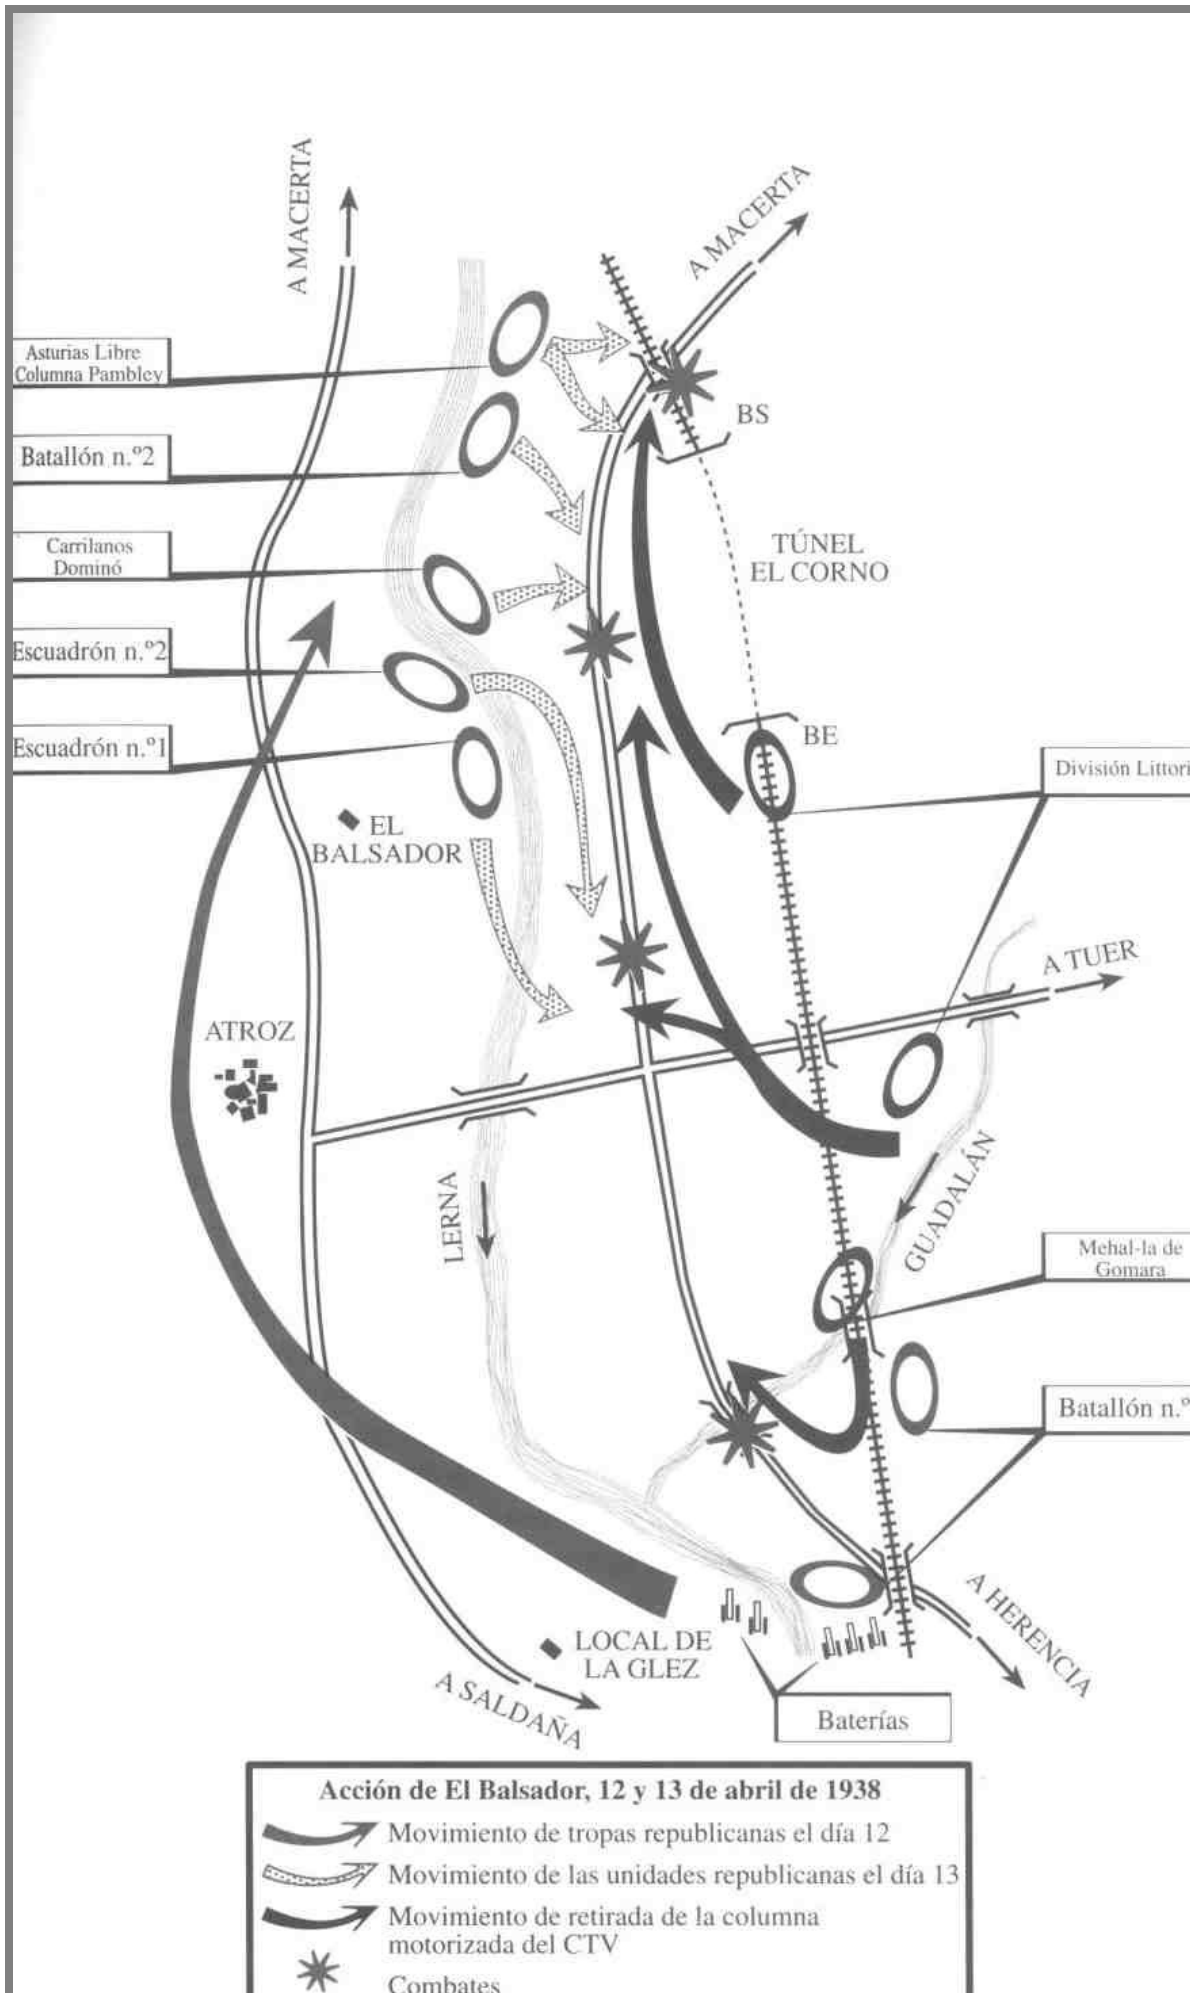 A MACERTA
A MACERTA
Asturias Libre
Columna Pambley
BS
Batallón n.º2
Carrilanos
Dominó
TÚNEL
EL CORNO
Escuadrón n.º2
BE
Escuadrón n.º1
División Littori
EL
BALSADOR
A TUER
ATROZ
LERNA
GUADALÁN
Mehal-la de
Gomara
Batallón n.º
A HERENCIA
LOCAL DE
LA GLEZ
A SALDAÑA
Baterías
Acción de El Balsador, 12 y 13 de abril de 1938
Movimiento de tropas republicanas el día 12
Movimiento de las unidades republicanas el día 13
Movimiento de retirada de la columna
motorizada del CTV
Combates